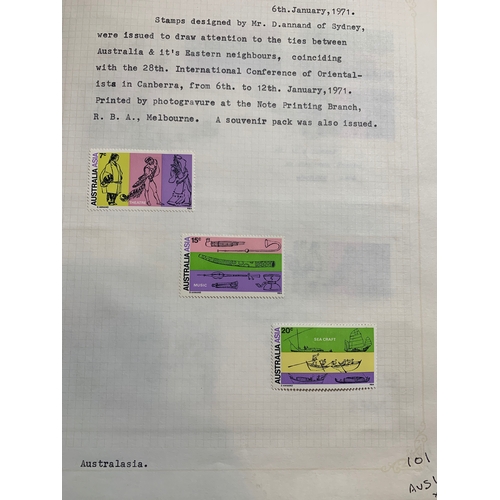 6th.January,1971.
Stamps designed by Mr. D.annand of Sydney,
were issued to draw attention to the ties between
Australia & it's Eastern neighbours, coinciding
with the 28th. International Conference of Oriental-
ists in Canberra, from 6th. to 12th. January,1971.
Printed by photogravure at the Note Printing Branch,
R. B. A., Melbourne. A souvenir pack was also issued.
7c
AUSTRALIA ASIA
15c
AUSTRALIA ASIA
MUSIC
20c
AUSTRALIA ASIA
SEA CRAFT
Australasia.
101
AUS